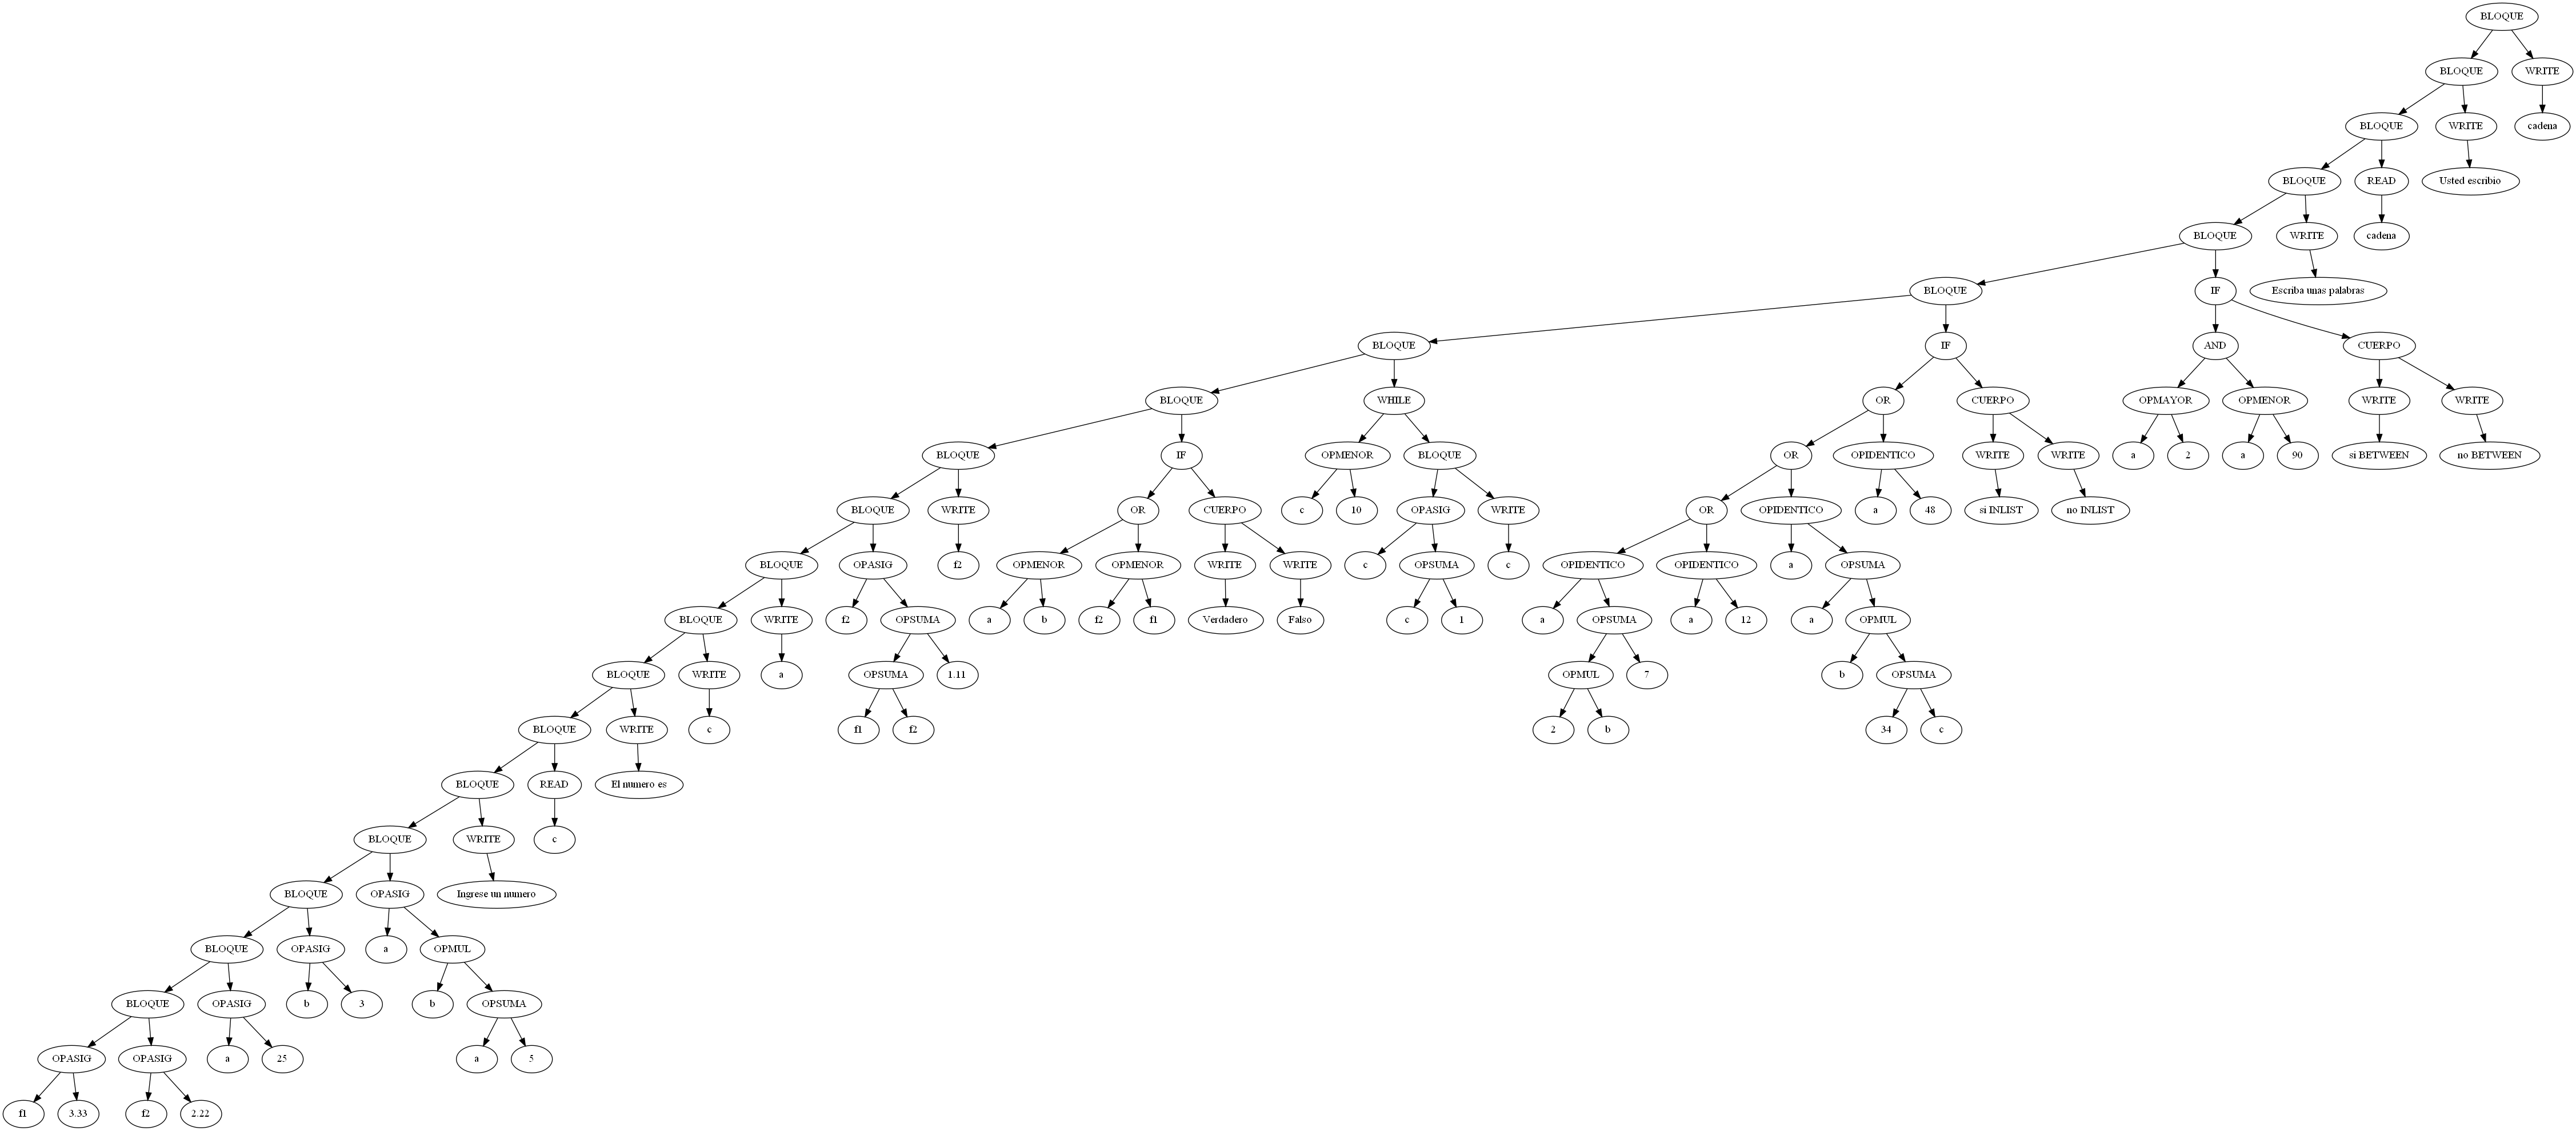 BLOQUE
BLOQUE WRITE
BLOQUE WRITE cadena
BLOQUE READ Usted escribio
BLOQUE WRITE cadena
BLOQUE IF Escriba unas palabras
BLOQUE IF AND CUERPO
BLOQUE WHILE OR CUERPO OPMAYOR OPMENOR WRITE WRITE
BLOQUE IF OPMENOR BLOQUE OR OPIDENTICO WRITE WRITE a 2 a 90 si BETWEEN no BETWEEN
BLOQUE WRITE OR CUERPO c 10 OPASIG WRITE OR OPIDENTICO a 48 si INLIST no INLIST
BLOQUE OPASIG f2 OPMENOR OPMENOR WRITE WRITE c OPSUMA c OPIDENTICO OPIDENTICO a OPSUMA
BLOQUE WRITE f2 OPSUMA a b f2 f1 Verdadero Falso c 1 a OPSUMA a 12 a OPMUL
BLOQUE WRITE a OPSUMA 1.11 OPMUL 7 b OPSUMA
BLOQUE WRITE c f1 f2 2 b 34 c
BLOQUE READ El numero es
BLOQUE WRITE c
BLOQUE OPASIG Ingrese un numero
BLOQUE OPASIG a OPMUL
BLOQUE OPASIG b 3 b OPSUMA
OPASIG OPASIG a 25 a 5
f1 3.33 f2 2.22